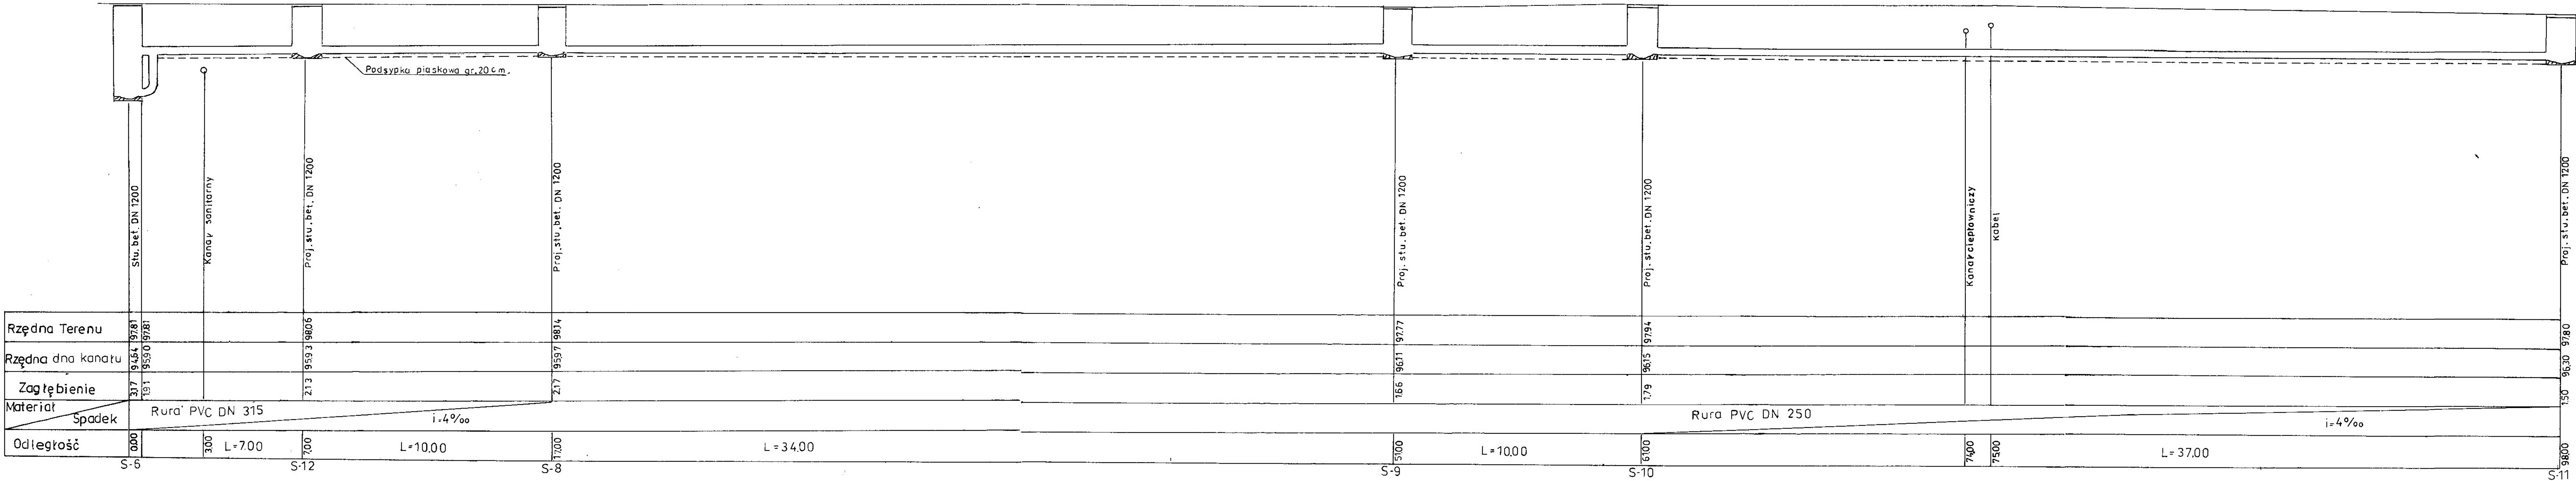 Podsypka piaskowa gr. 20 cm.
Stu. bet. DN 1200
Kanał sanitarny
Proj. stu. bet. DN 1200
Proj. stu. bet. DN 1200
Proj. stu. bet. DN 1200
Proj. stu. bet. DN 1200
Kanał ciepłowniczy
Kabel
Proj. stu. bet. DN 1200
Rzędna Terenu 97.81 97.81 98.06 98.14 97.77 97.94 97.80
Rzędna dna kanału 94.64 95.90 95.93 95.97 96.11 96.15 96.30
Zagłębienie 3.17 1.91 2.13 2.17 1.66 1.79 1.50
Materiał Rura PVC DN 315 Rura PVC DN 250
Spadek i=4‰ i=4‰
Odległość 0.00 3.00 L=7.00 7.00 L=10.00 17.00 L=34.00 51.00 L=10.00 61.00 74.00 75.00 L=37.00 98.00
S-6 S-12 S-8 S-9 S-10 S-11